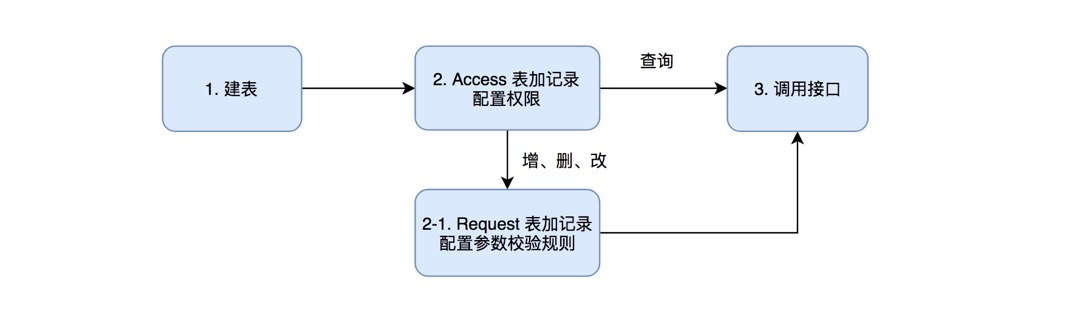 1. 建表
2. Access 表加记录
配置权限
查询
3. 调用接口
增、删、改
2-1. Request 表加记录
配置参数校验规则